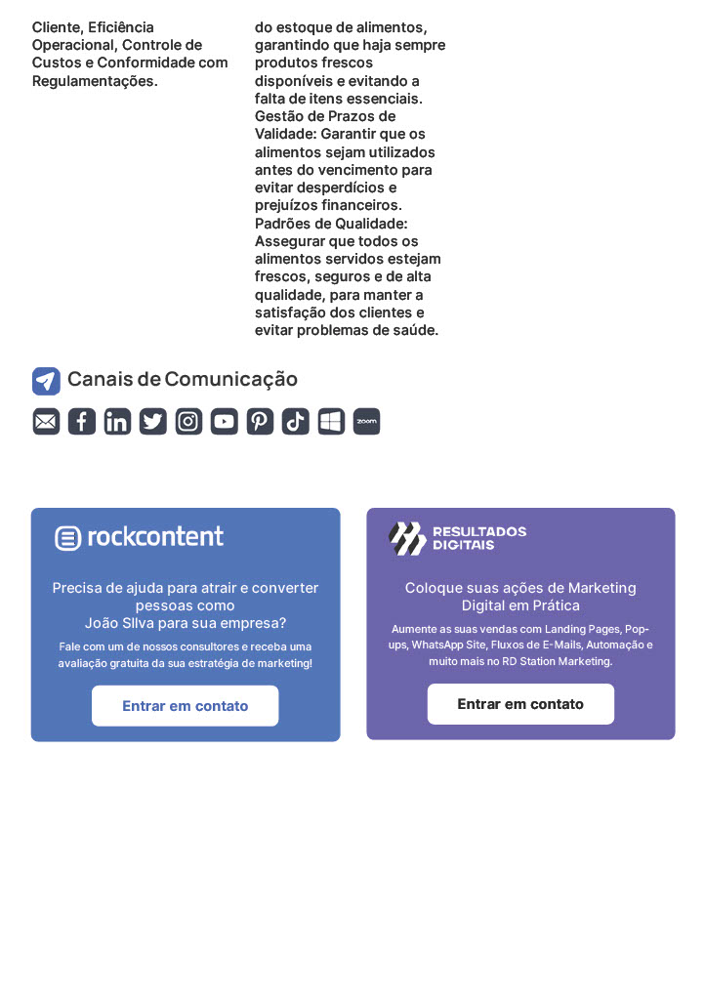 Cliente, Eficiência
Operacional, Controle de
Custos e Conformidade com
Regulamentações.
do estoque de alimentos,
garantindo que haja sempre
produtos frescos
disponíveis e evitando a
falta de itens essenciais.
Gestão de Prazos de
Validade: Garantir que os
alimentos sejam utilizados
antes do vencimento para
evitar desperdícios e
prejuízos financeiros.
Padrões de Qualidade:
Assegurar que todos os
alimentos servidos estejam
frescos, seguros e de alta
qualidade, para manter a
satisfação dos clientes e
evitar problemas de saúde.
Canais de Comunicação
zoom
rockcontent
Precisa de ajuda para atrair e converter
pessoas como
João SIlva para sua empresa?
Fale com um de nossos consultores e receba uma
avaliação gratuita da sua estratégia de marketing!
Entrar em contato
RESULTADOS
DIGITAIS
Coloque suas ações de Marketing
Digital em Prática
Aumente as suas vendas com Landing Pages, Pop-
ups, WhatsApp Site, Fluxos de E-Mails, Automação e
muito mais no RD Station Marketing.
Entrar em contato